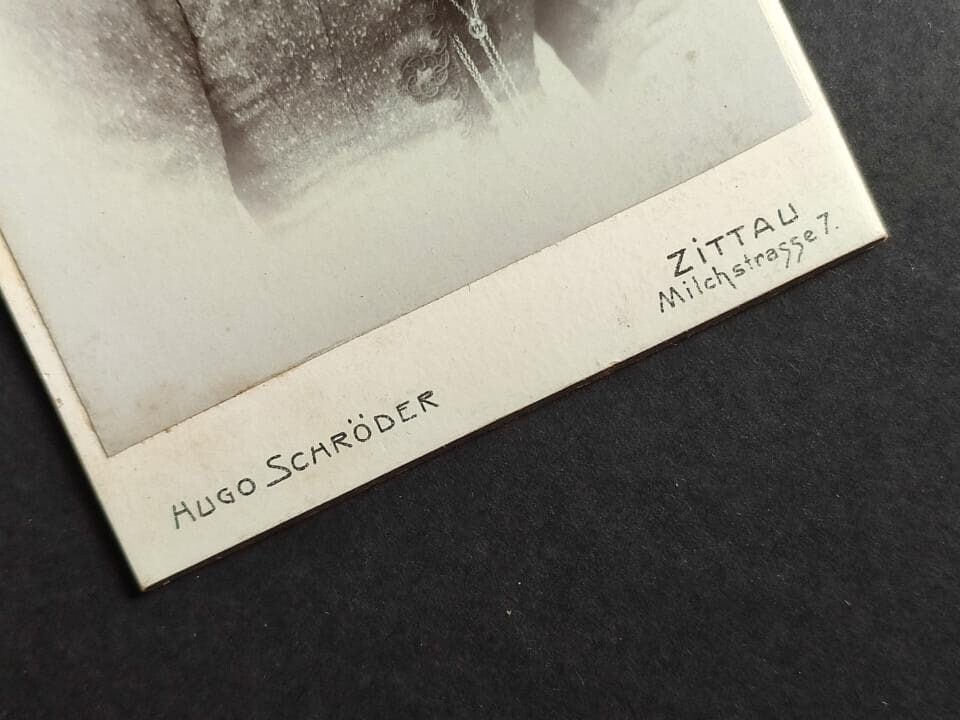 HUGO SCHRÖDER
ZiTTAU
Milchstrasse 7.